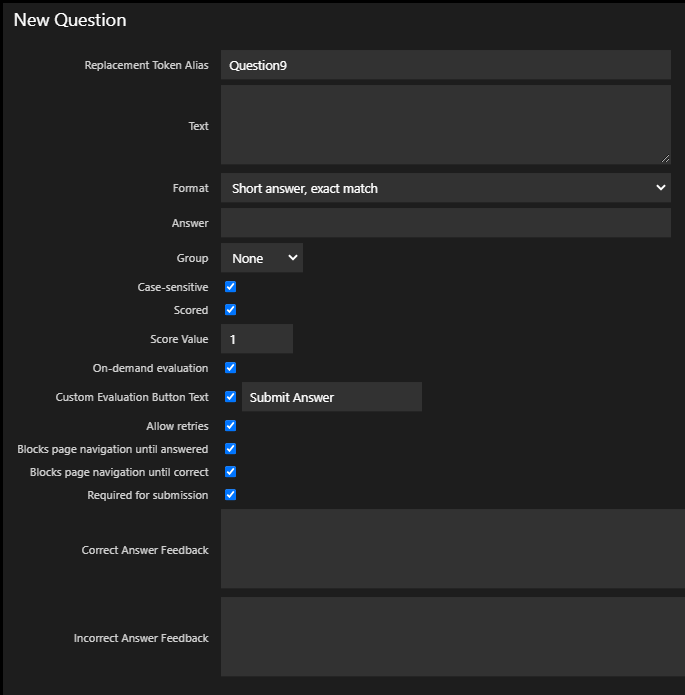 New Question
Replacement Token Alias Question9
Text
Format Short answer, exact match
Answer
Group None
Case-sensitive
Scored
Score Value 1
On-demand evaluation
Custom Evaluation Button Text Submit Answer
Allow retries
Blocks page navigation until answered
Blocks page navigation until correct
Required for submission
Correct Answer Feedback
Incorrect Answer Feedback